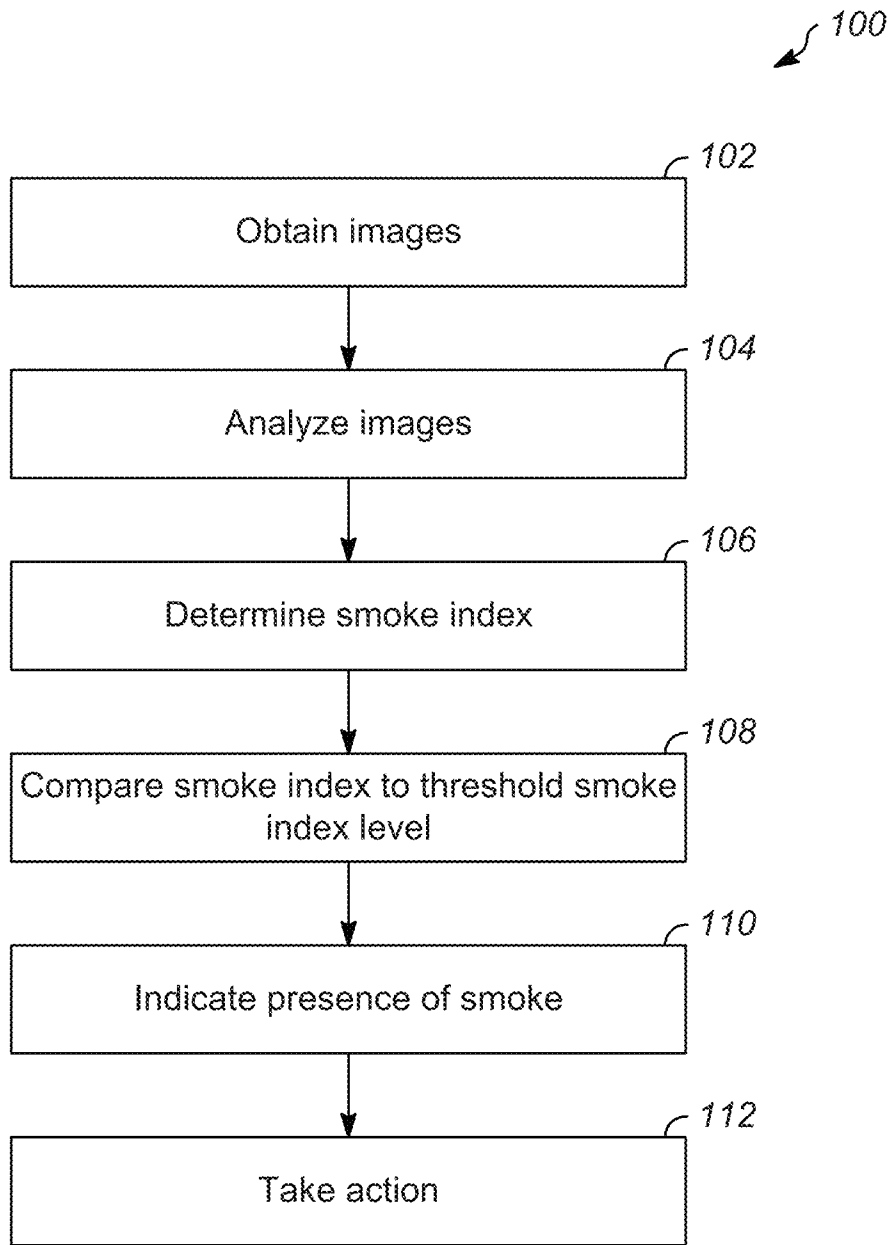 100
102
Obtain images
104
Analyze images
106
Determine smoke index
108
Compare smoke index to threshold smoke
index level
110
Indicate presence of smoke
112
Take action